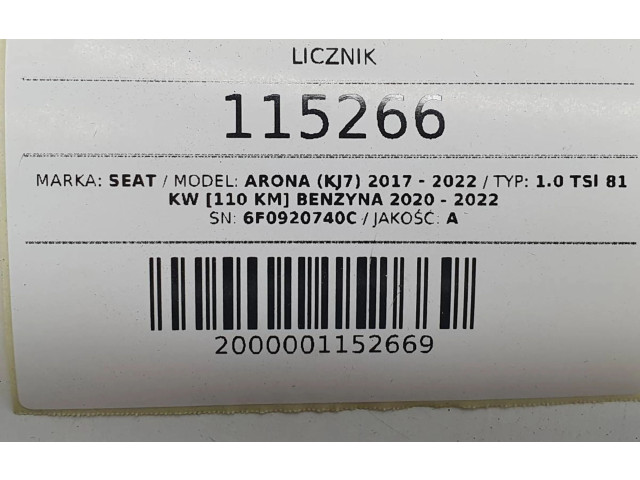 LICZNIK
115266
MARKA: SEAT / MODEL: ARONA (KJ7) 2017 - 2022 / TYP: 1.0 TSI 81
KW [110 KM] BENZYNA 2020 - 2022
SN: 6F0920740C / JAKOŚĆ: A
2000001152669